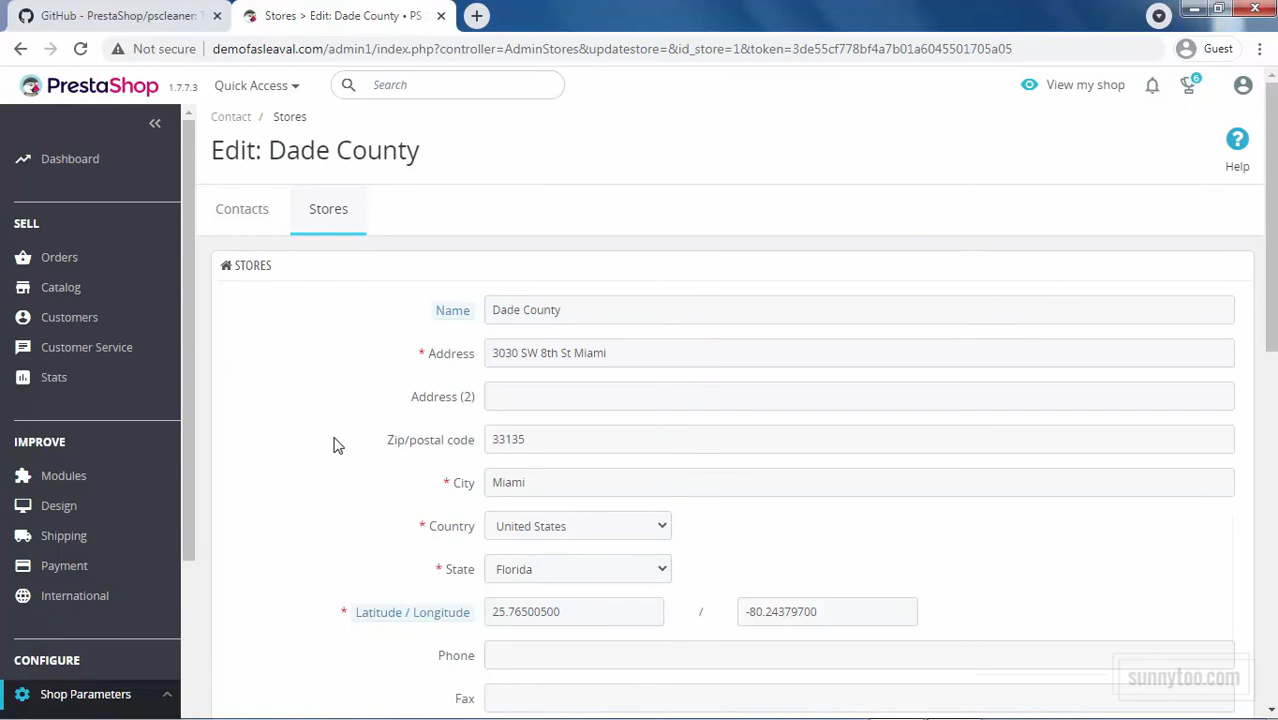 GitHub - PrestaShop/pscleaner: T
Stores > Edit: Dade County • PS
Not secure
demofasleaval.com/admin1/index.php?controller=AdminStores&updatestore=&id_store=1&token=3de55cf778bf4a7b01a6045501705a05
Guest
PrestaShop 1.7.7.3
Quick Access
Search
View my shop
6
Contact / Stores
Edit: Dade County
Help
Contacts
Stores
Dashboard
SELL
Orders
Catalog
Customers
Customer Service
Stats
IMPROVE
Modules
Design
Shipping
Payment
International
CONFIGURE
Shop Parameters
STORES
Name Dade County
* Address 3030 SW 8th St Miami
Address (2)
Zip/postal code 33135
* City Miami
* Country United States
* State Florida
* Latitude / Longitude 25.76500500 / -80.24379700
Phone
Fax
sunnytoo.com